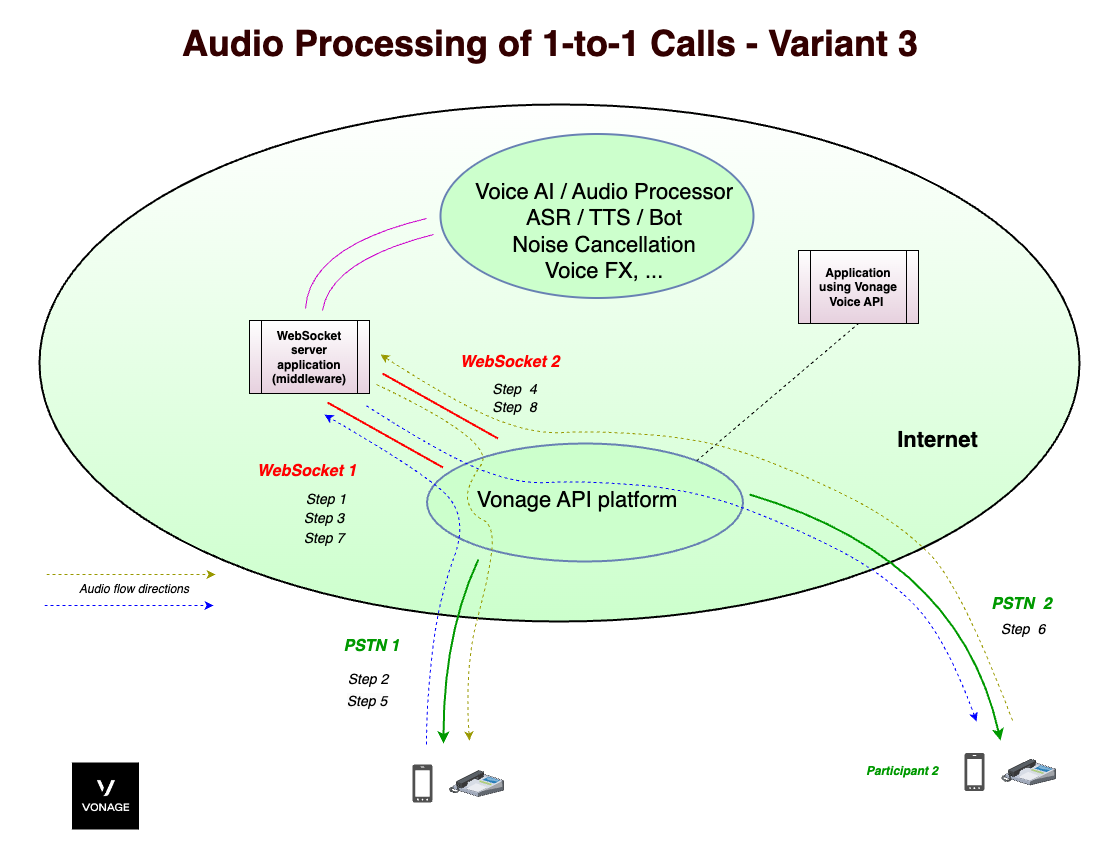 Audio Processing of 1-to-1 Calls - Variant 3
Voice AI / Audio Processor
ASR / TTS / Bot
Noise Cancellation
Voice FX, ...
Application
using Vonage
Voice API
WebSocket
server
application
(middleware)
WebSocket 2
Step 4
Step 8
Internet
WebSocket 1
Step 1
Step 3
Step 7
Vonage API platform
Audio flow directions
PSTN 2
Step 6
PSTN 1
Step 2
Step 5
Participant 2
VONAGE